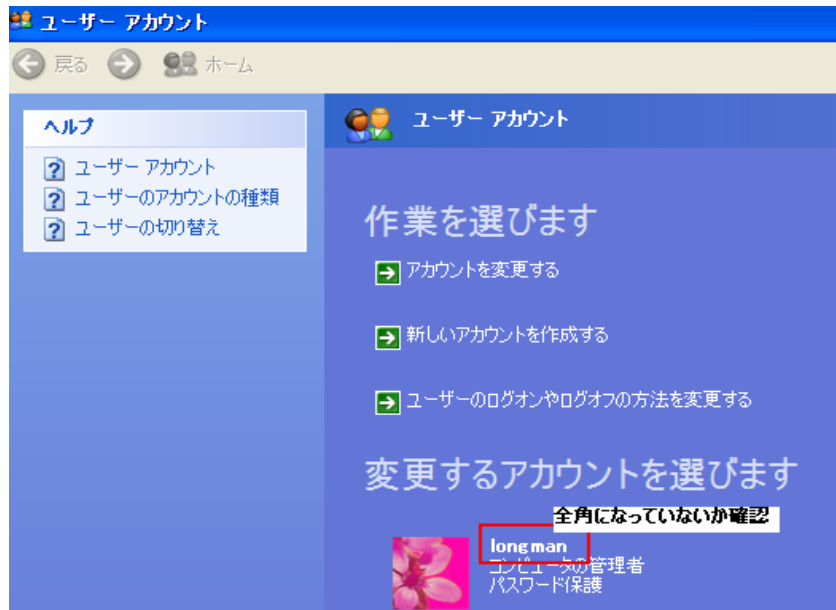 ユーザー アカウント
戻る
ホーム
ヘルプ
ユーザー アカウント
ユーザーのアカウントの種類
ユーザーの切り替え
ユーザー アカウント
作業を選びます
アカウントを変更する
新しいアカウントを作成する
ユーザーのログオンやログオフの方法を変更する
変更するアカウントを選びます
全角になっていないか確認
longman
コンピュータの管理者
パスワード保護